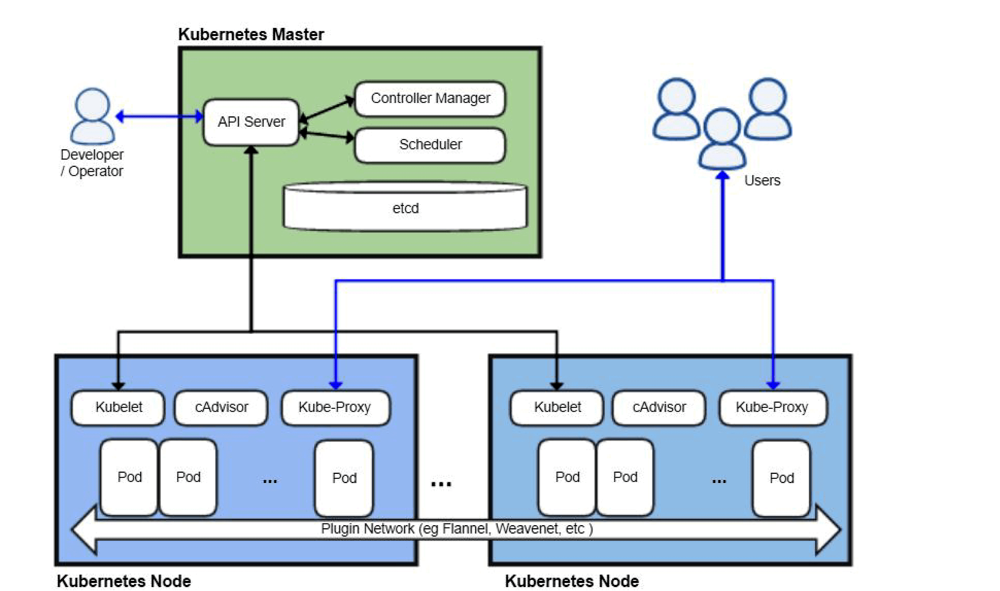 Kubernetes Master
Controller Manager
API Server
Scheduler
etcd
Developer
/ Operator
Users
Kubelet
cAdvisor
Kube-Proxy
Pod
Pod
...
Pod
...
Kubelet
cAdvisor
Kube-Proxy
Pod
Pod
...
Pod
Plugin Network (eg Flannel, Weavenet, etc )
Kubernetes Node
Kubernetes Node